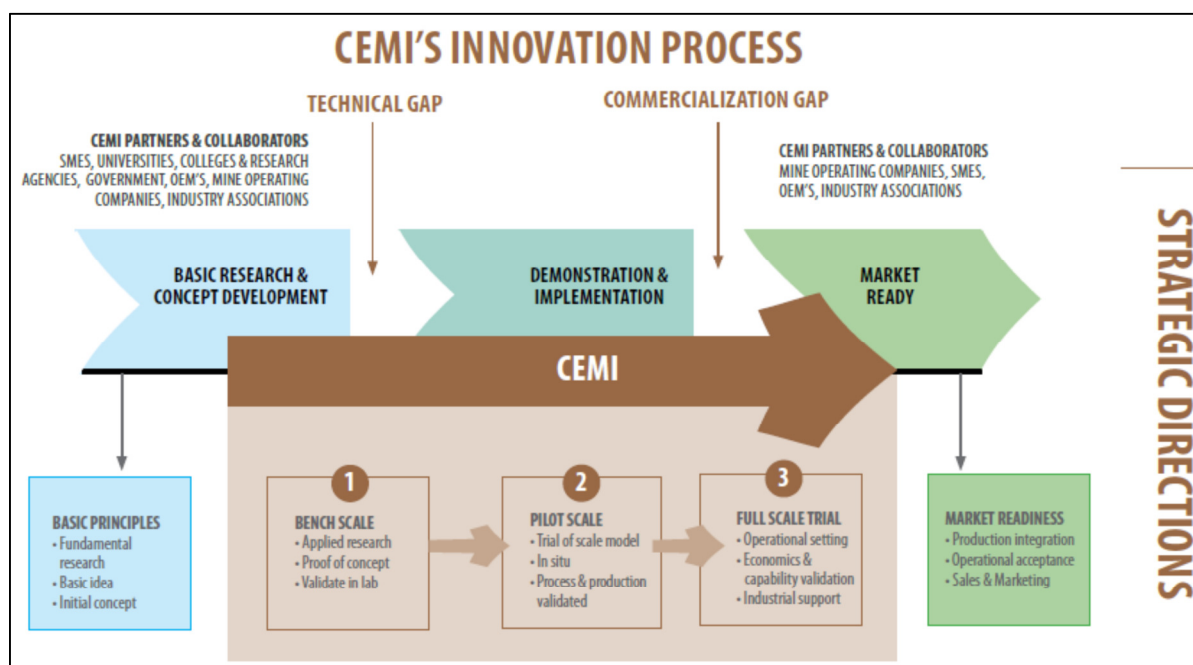 CEMI'S INNOVATION PROCESS
TECHNICAL GAP
COMMERCIALIZATION GAP
CEMI PARTNERS & COLLABORATORS
SMES, UNIVERSITIES, COLLEGES & RESEARCH
AGENCIES, GOVERNMENT, OEM'S, MINE OPERATING
COMPANIES, INDUSTRY ASSOCIATIONS
CEMI PARTNERS & COLLABORATORS
MINE OPERATING COMPANIES, SMES,
OEM'S, INDUSTRY ASSOCIATIONS
BASIC RESEARCH &
CONCEPT DEVELOPMENT
DEMONSTRATION &
IMPLEMENTATION
MARKET
READY
CEMI
BASIC PRINCIPLES
• Fundamental
research
• Basic idea
• Initial concept
1
BENCH SCALE
• Applied research
• Proof of concept
• Validate in lab
2
PILOT SCALE
• Trial of scale model
• In situ
• Process & production
validated
3
FULL SCALE TRIAL
• Operational setting
• Economics &
capability validation
• Industrial support
MARKET READINESS
• Production integration
• Operational acceptance
• Sales & Marketing
STRATEGIC DIRECTIONS